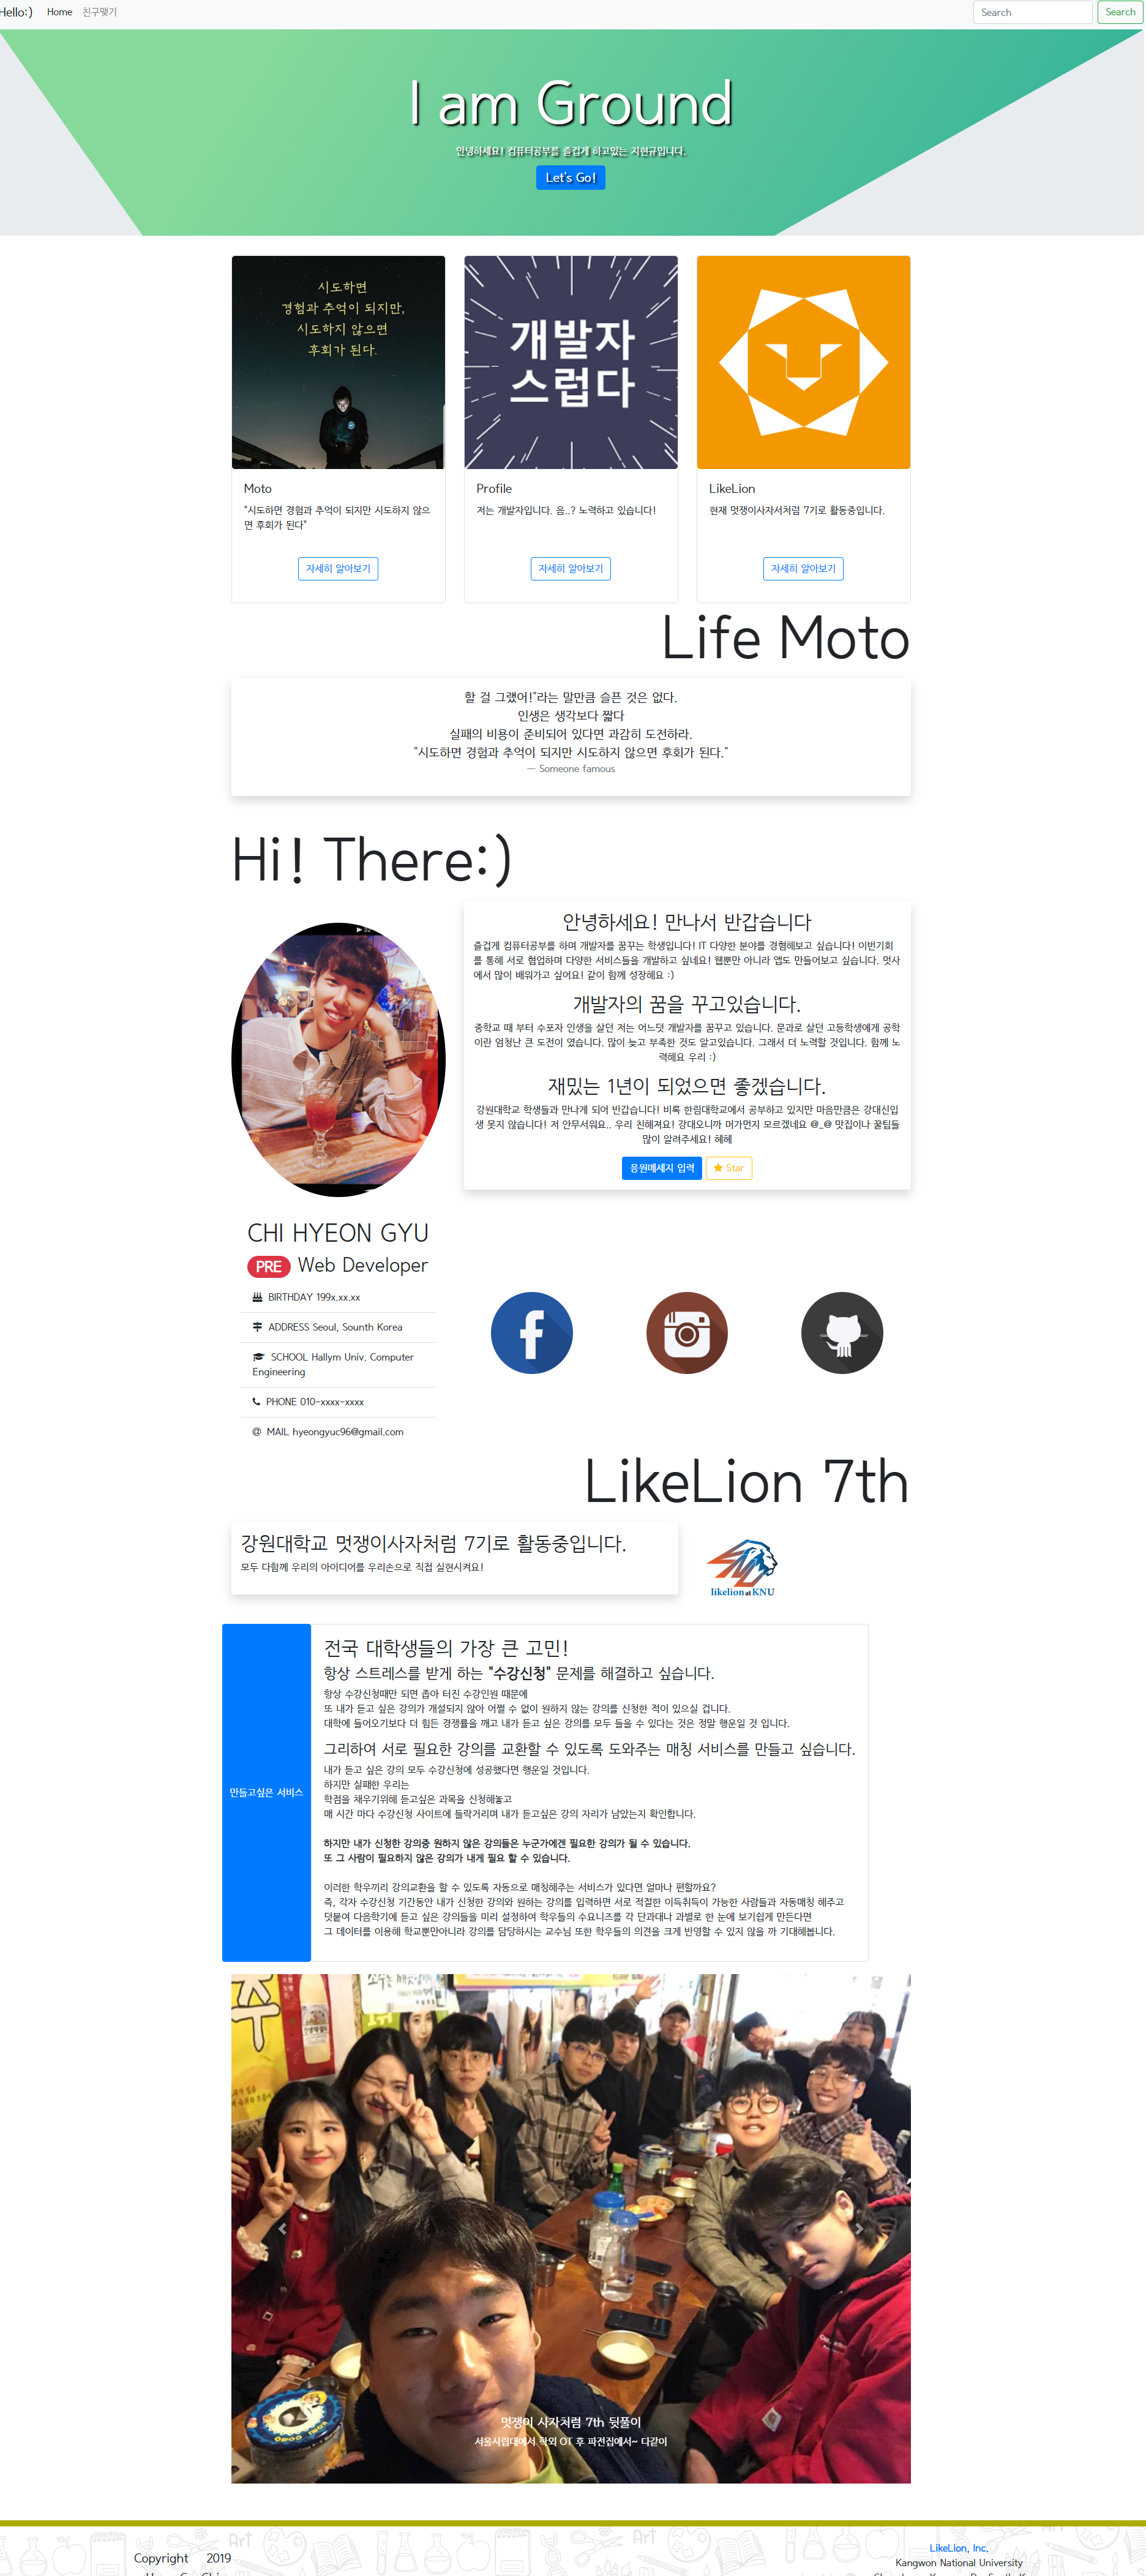 Hello:) Home 친구맺기 Search Search
I am Ground
안녕하세요! 컴퓨터공부를 즐겁게 하고있는 지현규입니다.
Let's Go!
시도하면
경험과 추억이 되지만,
시도하지 않으면
후회가 된다.
개발자
스럽다
Moto
"시도하면 경험과 추억이 되지만 시도하지 않으
면 후회가 된다"
자세히 알아보기
Profile
저는 개발자입니다. 음..? 노력하고 있습니다!
자세히 알아보기
LikeLion
현재 멋쟁이사자서처럼 7기로 활동중입니다.
자세히 알아보기
Life Moto
할 걸 그랬어!"라는 말만큼 슬픈 것은 없다.
인생은 생각보다 짧다
실패의 비용이 준비되어 있다면 과감히 도전하라.
"시도하면 경험과 추억이 되지만 시도하지 않으면 후회가 된다."
— Someone famous
Hi! There:)
안녕하세요! 만나서 반갑습니다
즐겁게 컴퓨터공부를 하며 개발자를 꿈꾸는 학생입니다! IT 다양한 분야를 경험해보고 싶습니다! 이번기회
를 통해 서로 협업하며 다양한 서비스들을 개발하고 싶네요! 웹뿐만 아니라 앱도 만들어보고 싶습니다. 멋사
에서 많이 배워가고 싶어요! 같이 함께 성장해요 :)
개발자의 꿈을 꾸고있습니다.
중학교 때 부터 수포자 인생을 살던 저는 어느덧 개발자를 꿈꾸고 있습니다. 문과로 살던 고등학생에게 공학
이란 엄청난 큰 도전이 였습니다. 많이 늦고 부족한 것도 알고있습니다. 그래서 더 노력할 것입니다. 함께 노
력해요 우리 :)
재밌는 1년이 되었으면 좋겠습니다.
강원대학교 학생들과 만나게 되어 반갑습니다! 비록 한림대학교에서 공부하고 있지만 마음만큼은 강대신입
생 못지 않습니다! 저 안무서워요.. 우리 친해져요! 강대오니까 머가먼지 모르겠네요 @_@ 맛집이나 꿀팁들
많이 알려주세요! 헤헤
응원메세지 입력 Star
CHI HYEON GYU
PRE Web Developer
BIRTHDAY 199x.xx.xx
ADDRESS Seoul, Sounth Korea
SCHOOL Hallym Univ. Computer
Engineering
PHONE 010-xxxx-xxxx
MAIL hyeongyuc96@gmail.com
LikeLion 7th
강원대학교 멋쟁이사자처럼 7기로 활동중입니다.
모두 다함께 우리의 아이디어를 우리손으로 직접 실현시켜요!
likelion at KNU
만들고싶은 서비스
전국 대학생들의 가장 큰 고민!
항상 스트레스를 받게 하는 "수강신청" 문제를 해결하고 싶습니다.
항상 수강신청때만 되면 좁아 터진 수강인원 때문에
또 내가 듣고 싶은 강의가 개설되지 않아 어쩔 수 없이 원하지 않는 강의를 신청한 적이 있으실 겁니다.
대학에 들어오기보다 더 힘든 경쟁률을 깨고 내가 듣고 싶은 강의를 모두 들을 수 있다는 것은 정말 행운일 것 입니다.
그리하여 서로 필요한 강의를 교환할 수 있도록 도와주는 매칭 서비스를 만들고 싶습니다.
내가 듣고 싶은 강의 모두 수강신청에 성공했다면 행운일 것입니다.
하지만 실패한 우리는
학점을 채우기위해 듣고싶은 과목을 신청해놓고
매 시간 마다 수강신청 사이트에 들락거리며 내가 듣고싶은 강의 자리가 남았는지 확인합니다.
하지만 내가 신청한 강의중 원하지 않은 강의들은 누군가에겐 필요한 강의가 될 수 있습니다.
또 그 사람이 필요하지 않은 강의가 내게 필요 할 수 있습니다.
이러한 학우끼리 강의교환을 할 수 있도록 자동으로 매칭해주는 서비스가 있다면 얼마나 편할까요?
즉, 각자 수강신청 기간동안 내가 신청한 강의와 원하는 강의를 입력하면 서로 적절한 이득취득이 가능한 사람들과 자동매칭 해주고
덧붙여 다음학기에 듣고 싶은 강의들을 미리 설정하여 학우들의 수요니즈를 각 단과대나 과별로 한 눈에 보기쉽게 만든다면
그 데이터를 이용해 학교뿐만아니라 강의를 담당하시는 교수님 또한 학우들의 의견을 크게 반영할 수 있지 않을 까 기대해봅니다.
멋쟁이 사자처럼 7th 뒷풀이
서울시립대에서 학외 OT 후 파전집에서~ 다같이
Copyright 2019
LikeLion, Inc.
Kangwon National University